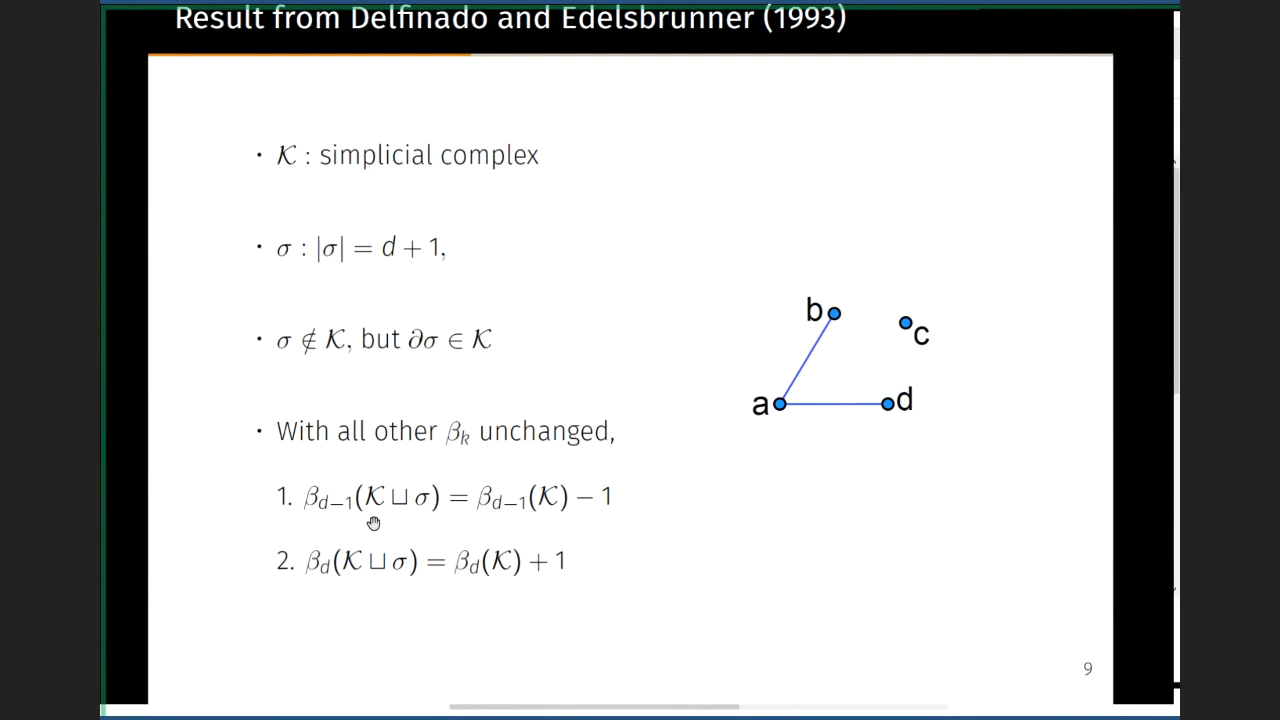 Result from Delfinado and Edelsbrunner (1993)
· 𝒦 : simplicial complex
· σ : |σ| = d + 1,
· σ ∉ 𝒦, but ∂σ ∈ 𝒦
b
c
a
d
· With all other βₖ unchanged,
1. β_{d−1}(𝒦 ⊔ σ) = β_{d−1}(𝒦) − 1
2. β_d(𝒦 ⊔ σ) = β_d(𝒦) + 1
9